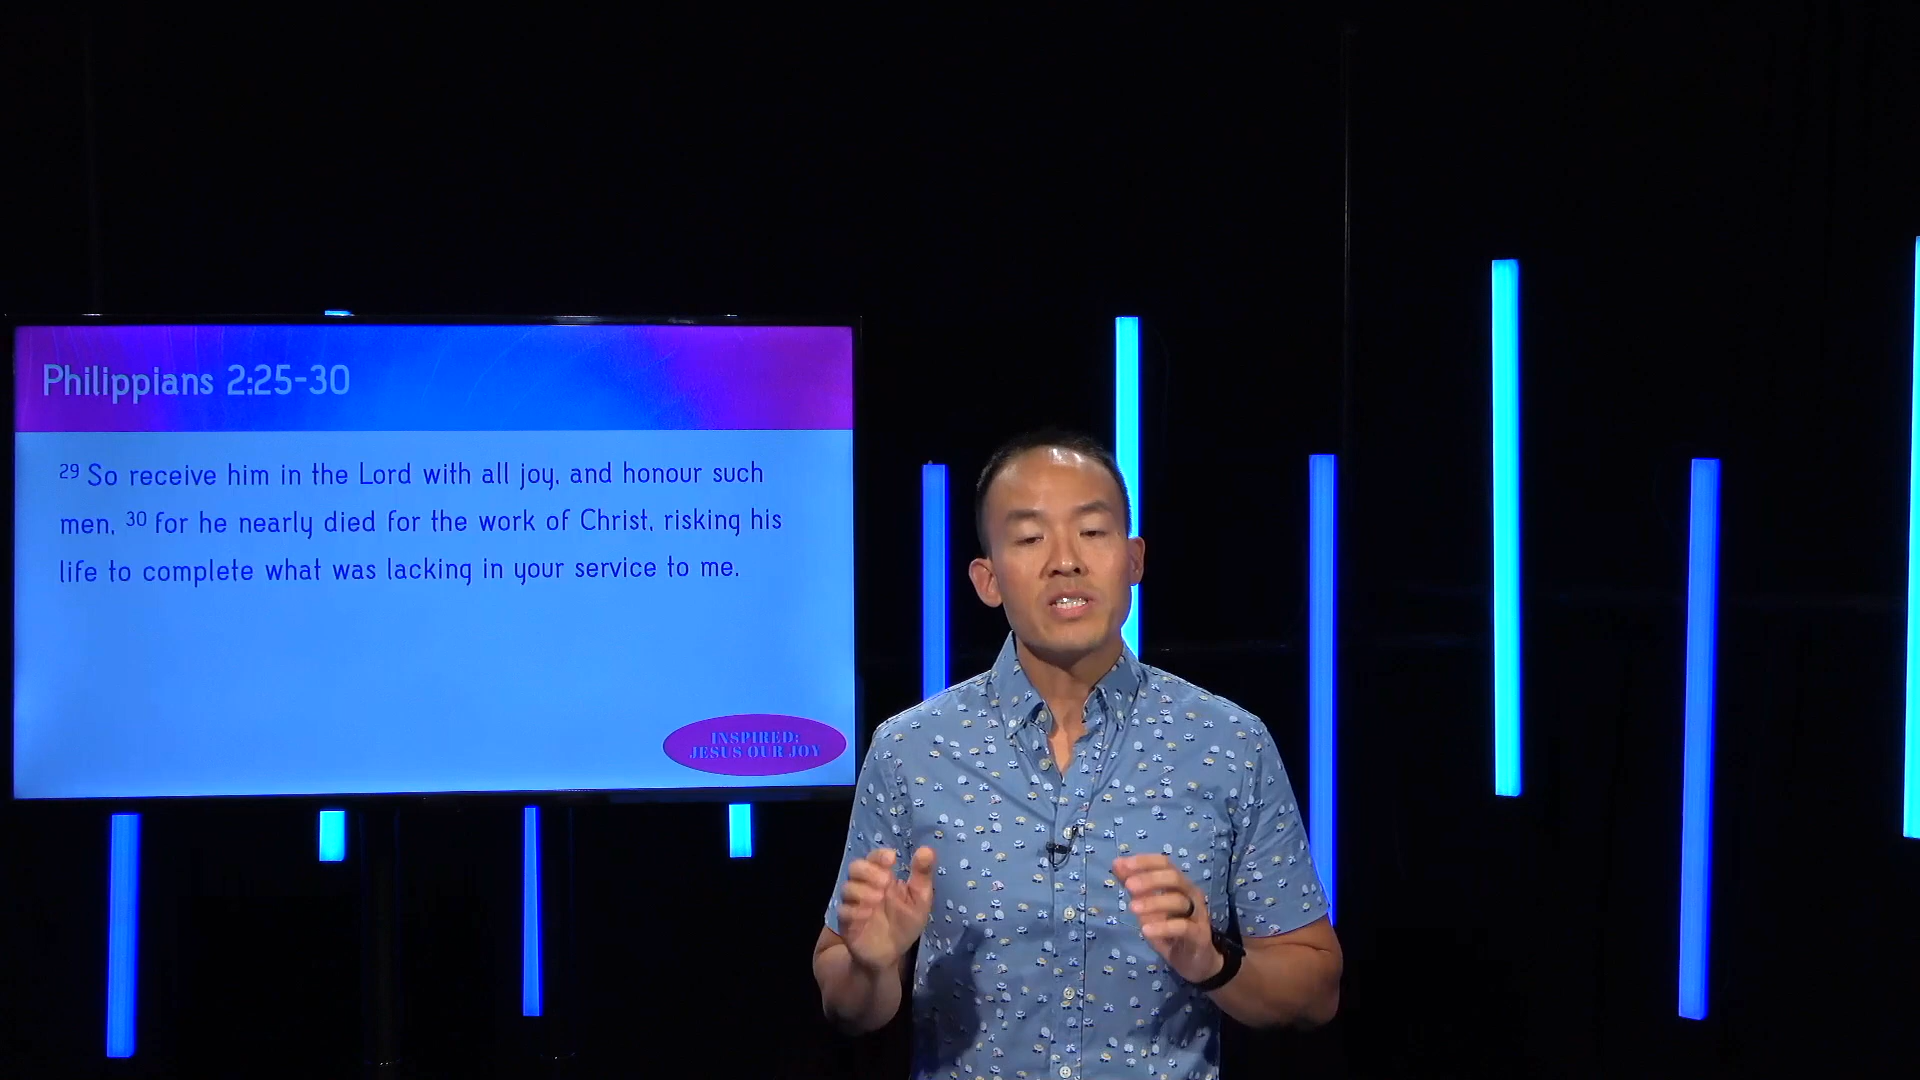 Philippians 2:25-30
29 So receive him in the Lord with all joy, and honour such
men, 30 for he nearly died for the work of Christ, risking his
life to complete what was lacking in your service to me.
INSPIRED:
JESUS OUR JOY